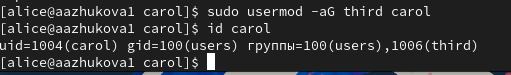 [alice@aazhukova1 carol]$ sudo usermod -aG third carol
[alice@aazhukova1 carol]$ id carol
uid=1004(carol) gid=100(users) группы=100(users),1006(third)
[alice@aazhukova1 carol]$